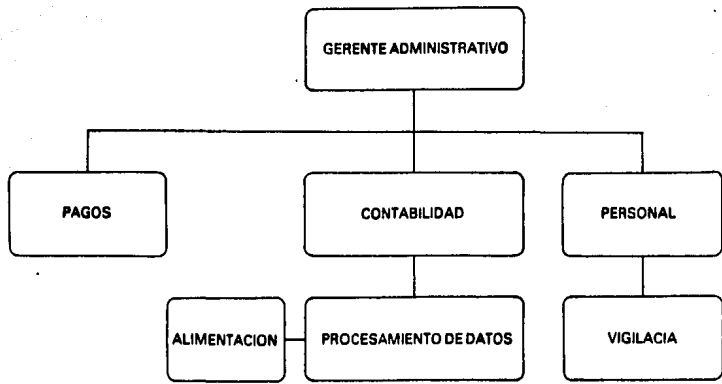 GERENTE ADMINISTRATIVO
PAGOS
CONTABILIDAD
PERSONAL
ALIMENTACION
PROCESAMIENTO DE DATOS
VIGILACIA